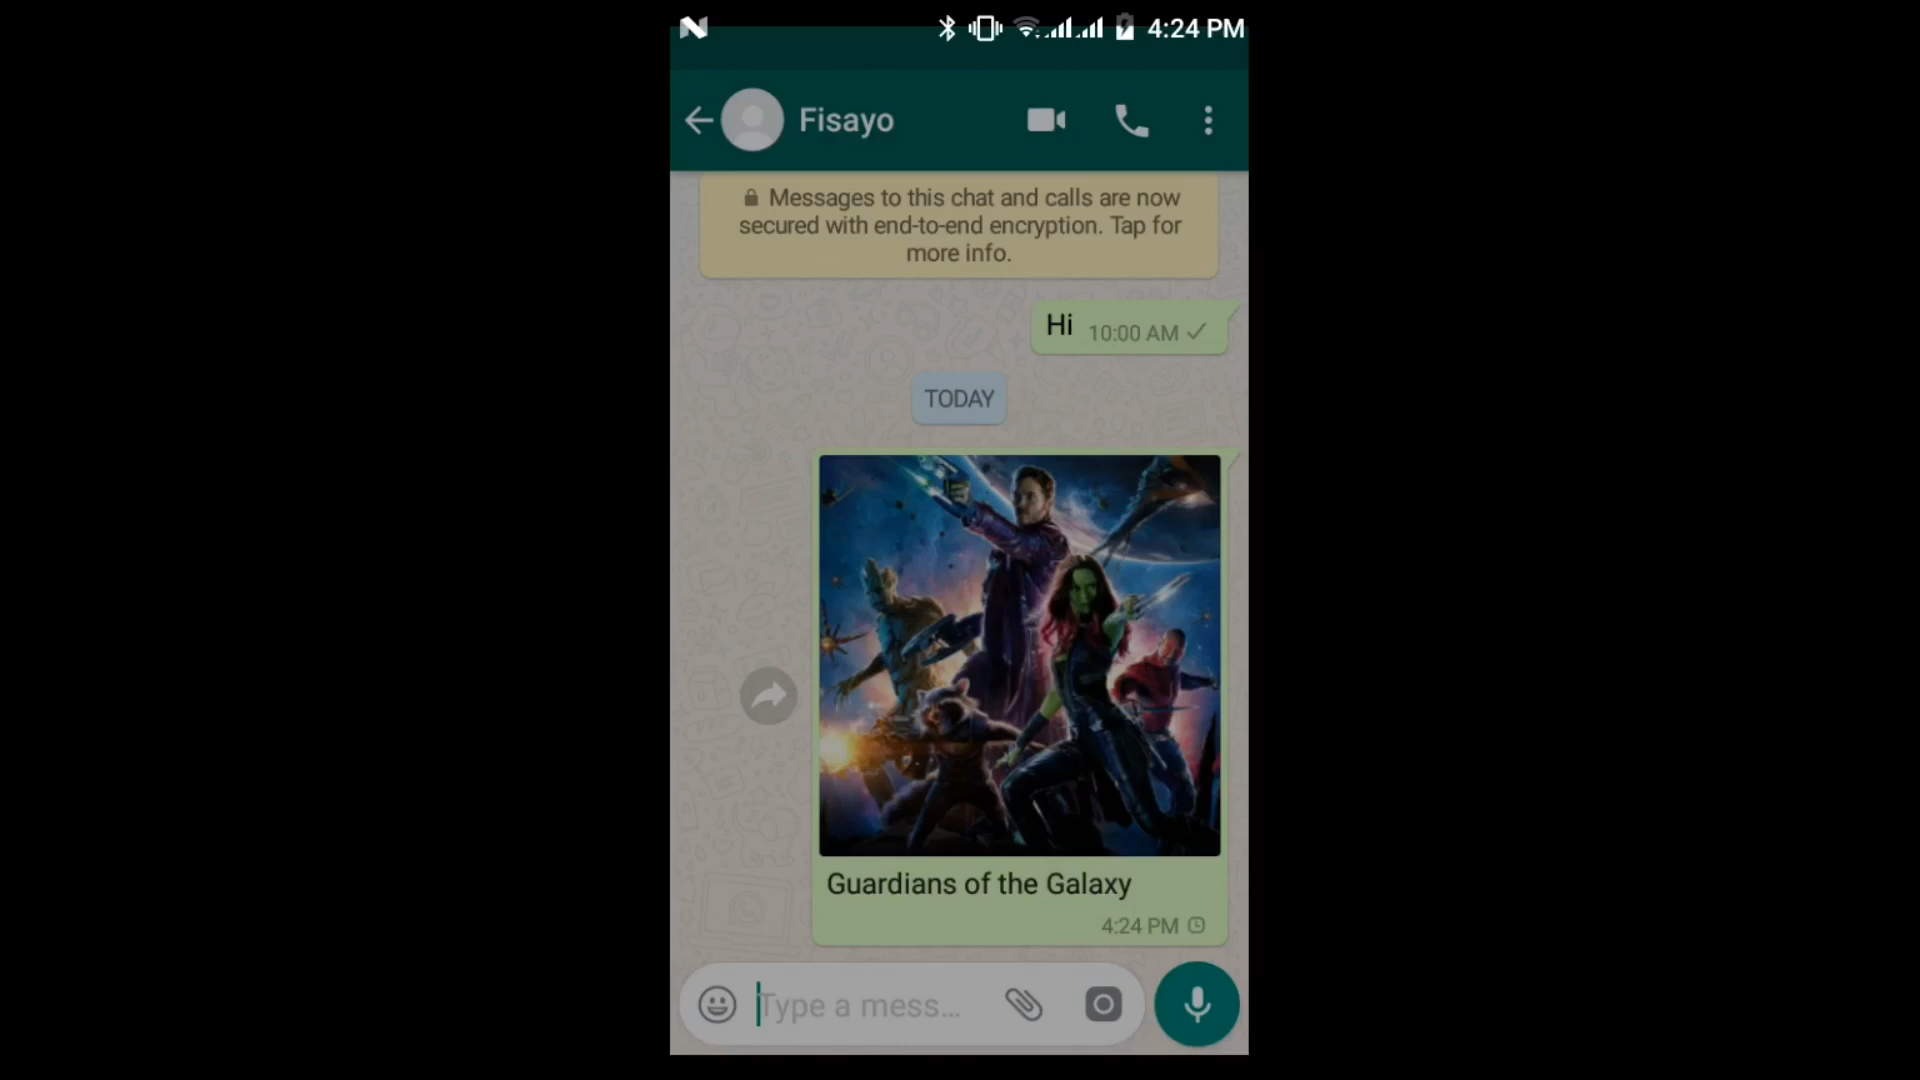 4:24 PM
Fisayo
Messages to this chat and calls are now
secured with end-to-end encryption. Tap for
more info.
Hi 10:00 AM
TODAY
Guardians of the Galaxy
4:24 PM
Type a mess...